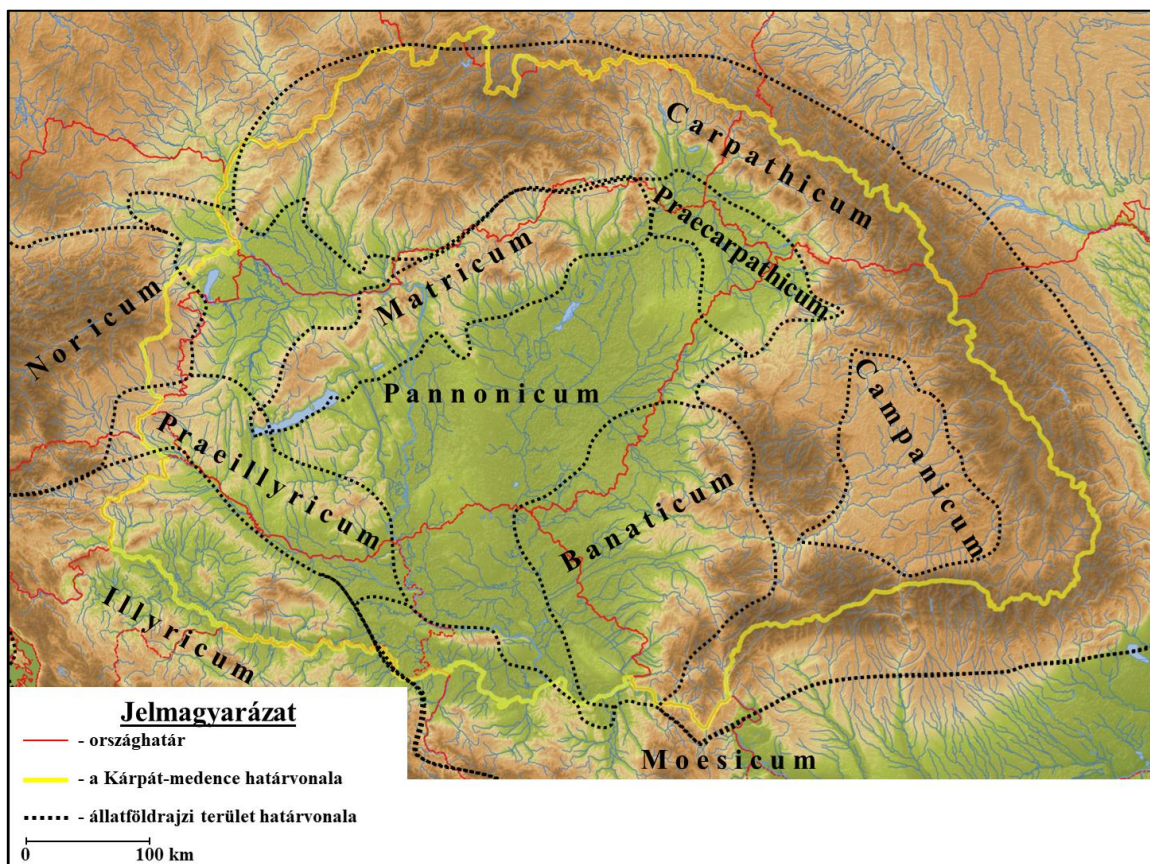 Carpathicum
Praecarpathicum
Matricum
Noricum
Pannonicum
Campanicum
Praeillyricum
Banaticum
Illyricum
Moesicum
Jelmagyarázat
- országhatár
- a Kárpát-medence határvonala
- állatföldrajzi terület határvonala
0 100 km